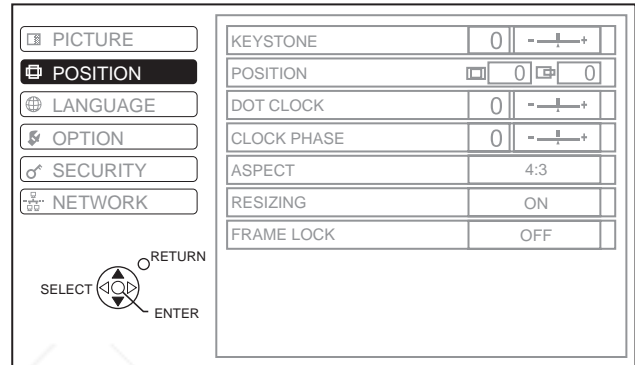 PICTURE
POSITION
LANGUAGE
OPTION
SECURITY
NETWORK
RETURN
SELECT
ENTER
KEYSTONE 0 - +
POSITION 0 0
DOT CLOCK 0 - +
CLOCK PHASE 0 - +
ASPECT 4:3
RESIZING ON
FRAME LOCK OFF